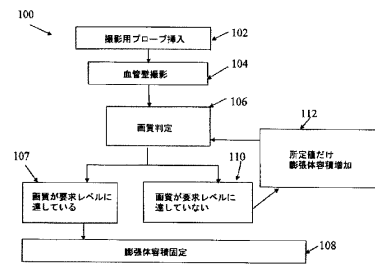 100
撮影用プローブ挿入
102
血管壁撮影
104
106
画質判定
112
所定値だけ
膨張体容積増加
107
画質が要求レベルに
達している
110
画質が要求レベルに
達していない
膨張体容積固定
108